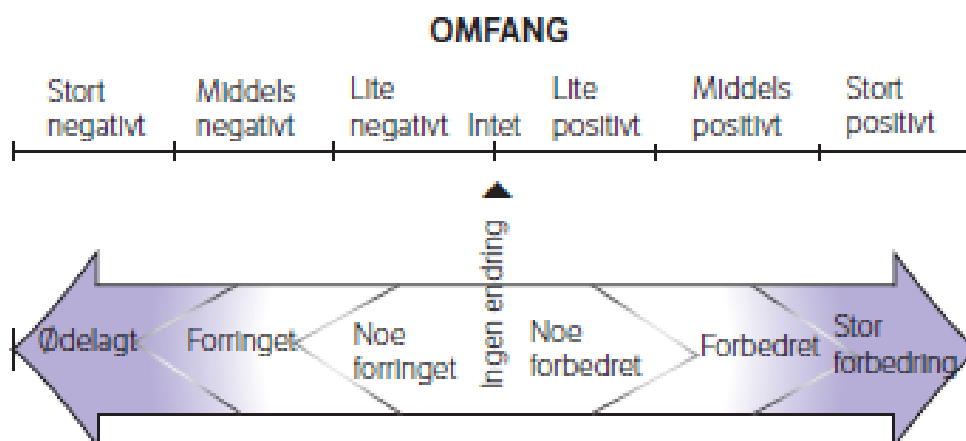 OMFANG
Stort
negativt
Middels
negativt
Lite
negativt
Intet
Lite
positivt
Middels
positivt
Stort
positivt
Ødelagt
Forringet
Noe
forringet
Ingen endring
Noe
forbedret
Forbedret
Stor
forbedring